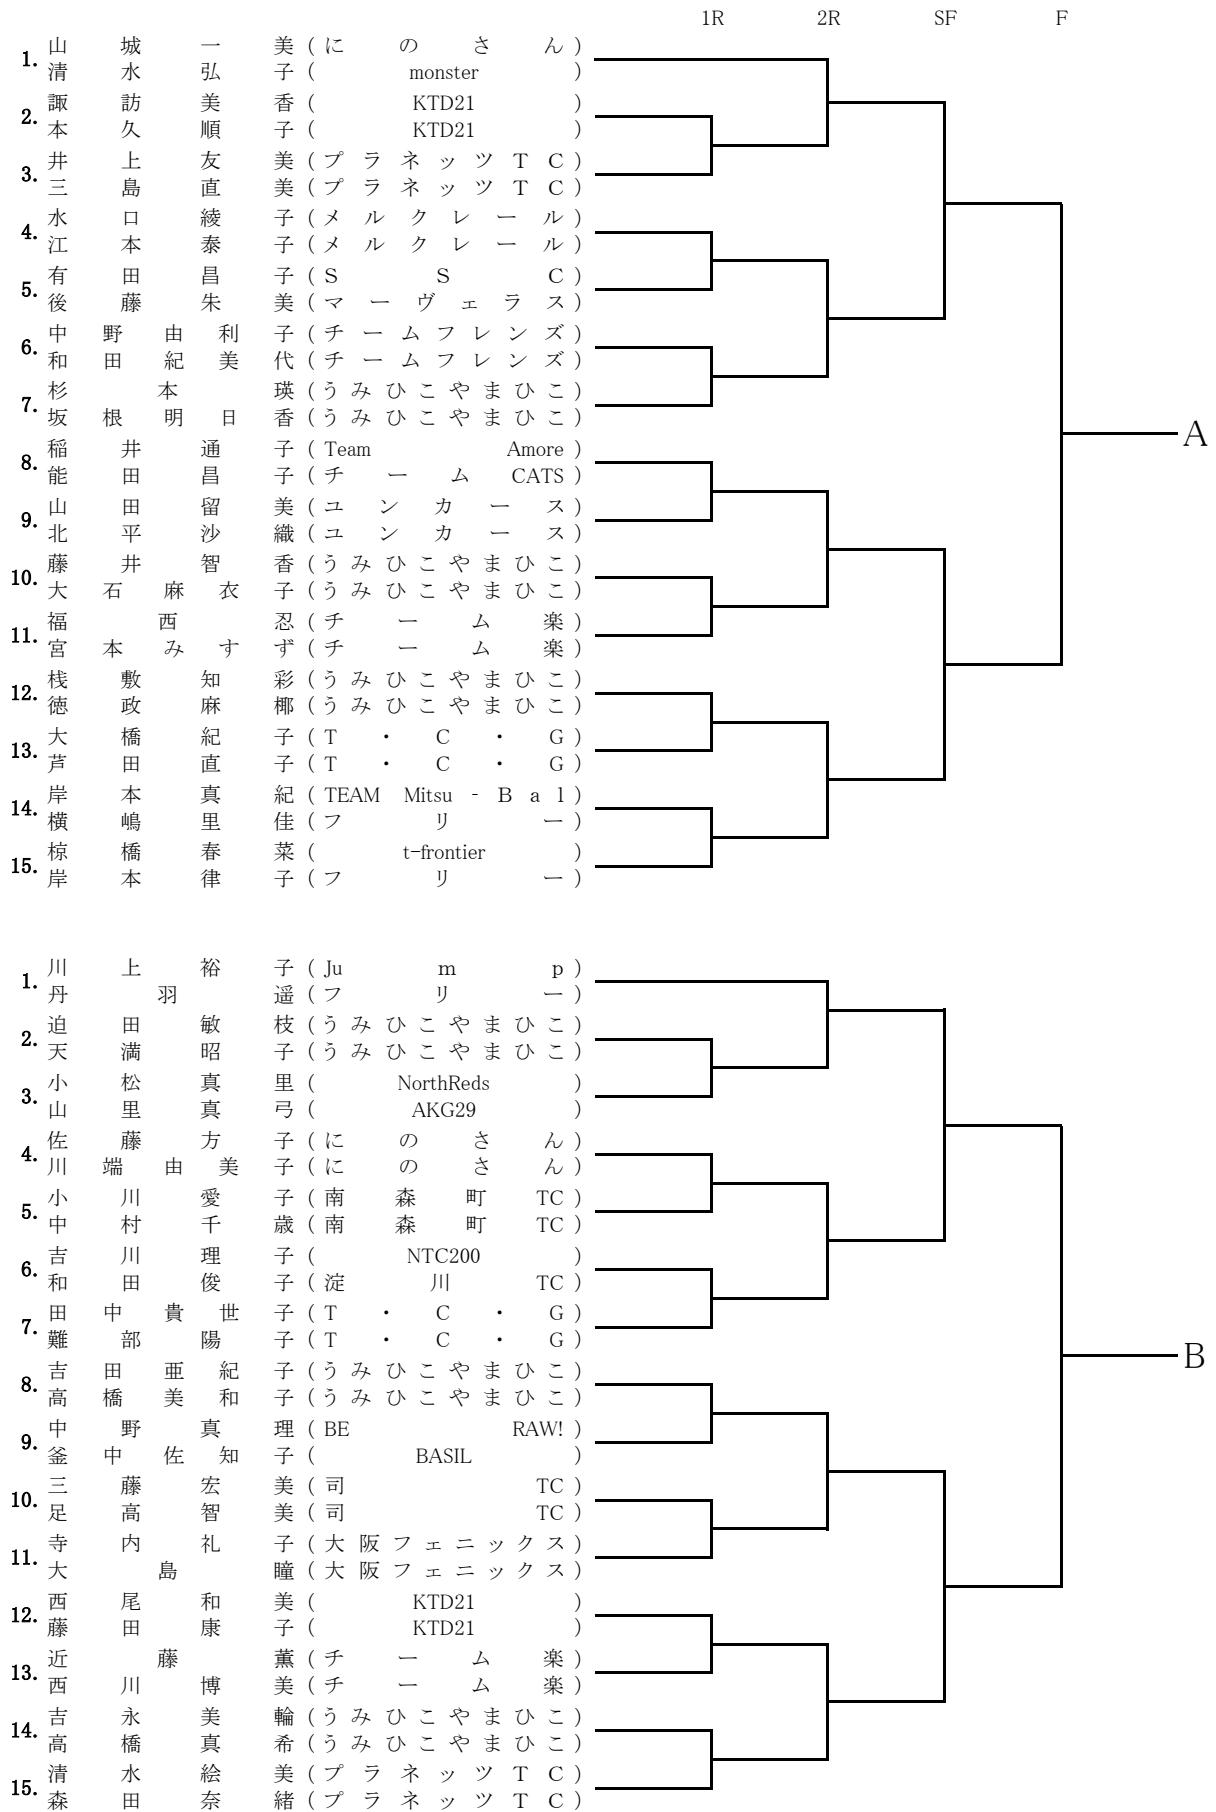 1R 2R SF F
1. 山城一美(にのさん)
清水弘子(monster)
2. 諏訪美香(KTD21)
本久順子(KTD21)
3. 井上友美(プラネッツTC)
三島直美(プラネッツTC)
4. 水口綾子(メルクレール)
江本泰子(メルクレール)
5. 有田昌子(SSC)
後藤朱美(マーヴェラス)
6. 中野由利子(チームフレンズ)
和田紀美代(チームフレンズ)
7. 杉本瑛(うみひこやまひこ)
坂根明日香(うみひこやまひこ)
A
8. 稲井通子(Team Amore)
能田昌子(チームCATS)
9. 山田留美(ユンカース)
北平沙織(ユンカース)
10. 藤井智香(うみひこやまひこ)
大石麻衣子(うみひこやまひこ)
11. 福西忍(チーム楽)
宮本みすず(チーム楽)
12. 桟敷知彩(うみひこやまひこ)
徳政麻椰(うみひこやまひこ)
13. 大橋紀子(T・C・G)
芦田直子(T・C・G)
14. 岸本真紀(TEAM Mitsu‐Bal)
横嶋里佳(フリー)
15. 椋橋春菜(t-frontier)
岸本律子(フリー)
1. 川上裕子(Jump)
丹羽遥(フリー)
2. 迫田敏枝(うみひこやまひこ)
天満昭子(うみひこやまひこ)
3. 小松真里(NorthReds)
山里真弓(AKG29)
4. 佐藤方子(にのさん)
川端由美子(にのさん)
5. 小川愛子(南森町TC)
中村千歳(南森町TC)
6. 吉川理子(NTC200)
和田俊子(淀川TC)
7. 田中貴世子(T・C・G)
難部陽子(T・C・G)
B
8. 吉田亜紀子(うみひこやまひこ)
高橋美和子(うみひこやまひこ)
9. 中野真理(BE RAW!)
釜中佐知子(BASIL)
10. 三藤宏美(司TC)
足高智美(司TC)
11. 寺内礼子(大阪フェニックス)
大島瞳(大阪フェニックス)
12. 西尾和美(KTD21)
藤田康子(KTD21)
13. 近藤薫(チーム楽)
西川博美(チーム楽)
14. 吉永美輪(うみひこやまひこ)
高橋真希(うみひこやまひこ)
15. 清水絵美(プラネッツTC)
森田奈緒(プラネッツTC)